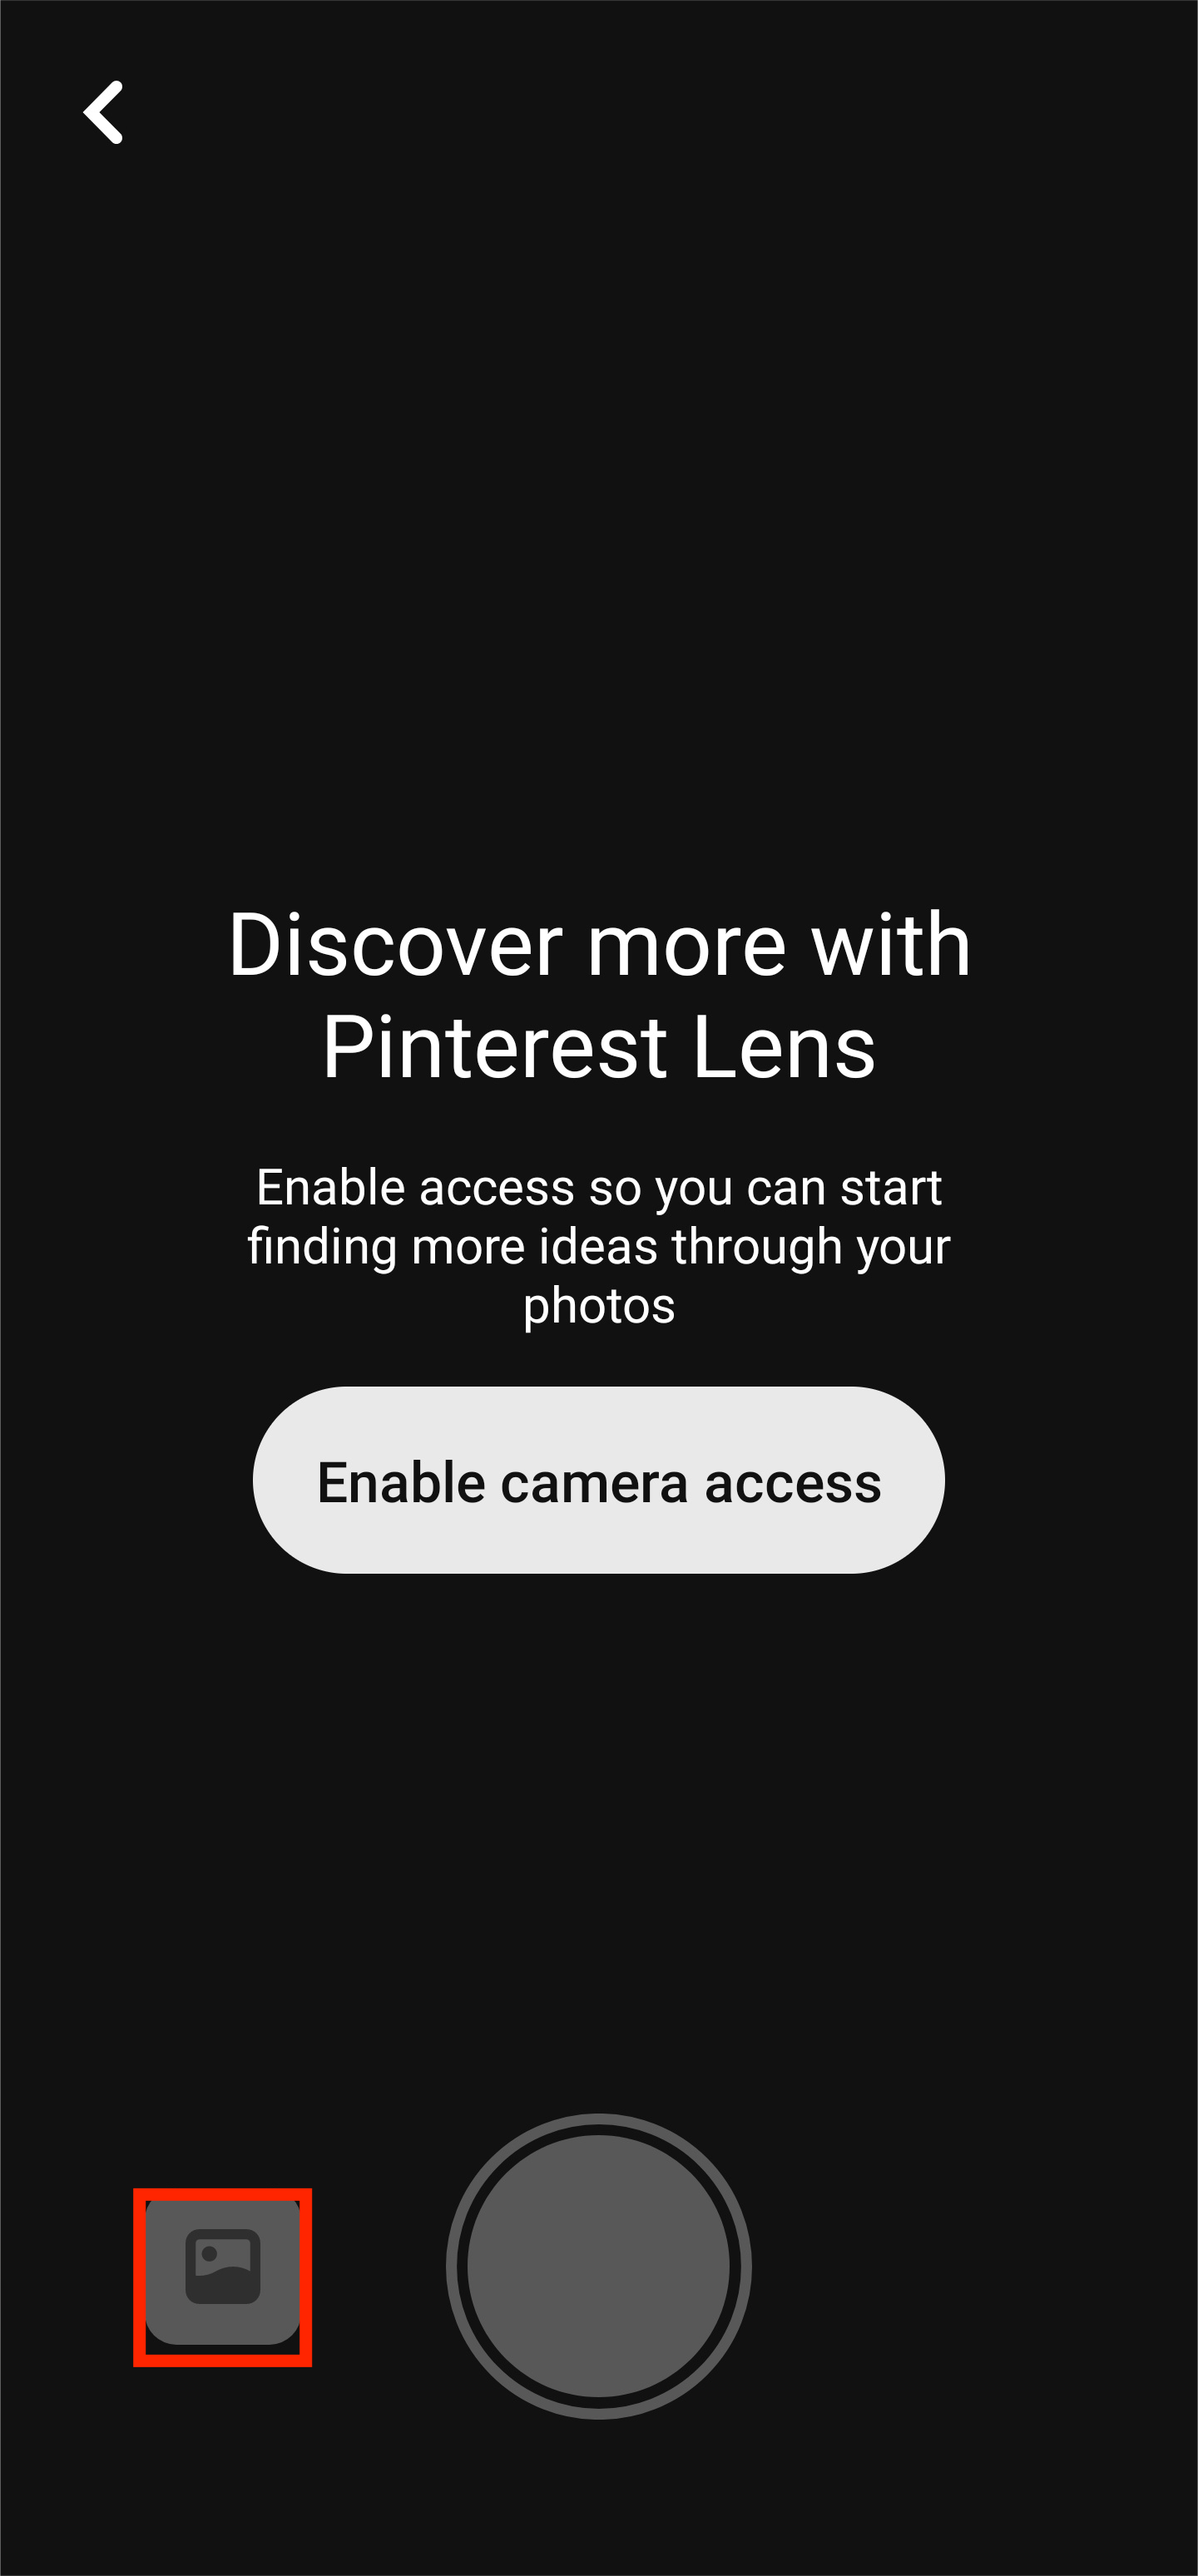 Discover more with
Pinterest Lens
Enable access so you can start
finding more ideas through your
photos
Enable camera access